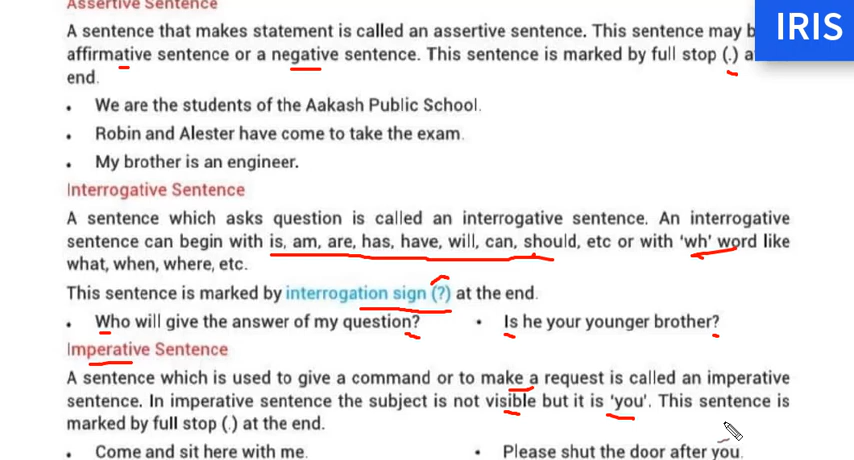 Assertive Sentence
IRIS
A sentence that makes statement is called an assertive sentence. This sentence may b
affirmative sentence or a negative sentence. This sentence is marked by full stop (.) a
end.
• We are the students of the Aakash Public School.
• Robin and Alester have come to take the exam.
• My brother is an engineer.
Interrogative Sentence
A sentence which asks question is called an interrogative sentence. An interrogative
sentence can begin with is, am, are, has, have, will, can, should, etc or with ‘wh’ word like
what, when, where, etc.
This sentence is marked by interrogation sign (?) at the end.
• Who will give the answer of my question? • Is he your younger brother?
Imperative Sentence
A sentence which is used to give a command or to make a request is called an imperative
sentence. In imperative sentence the subject is not visible but it is ‘you’. This sentence is
marked by full stop (.) at the end.
• Come and sit here with me. • Please shut the door after you.